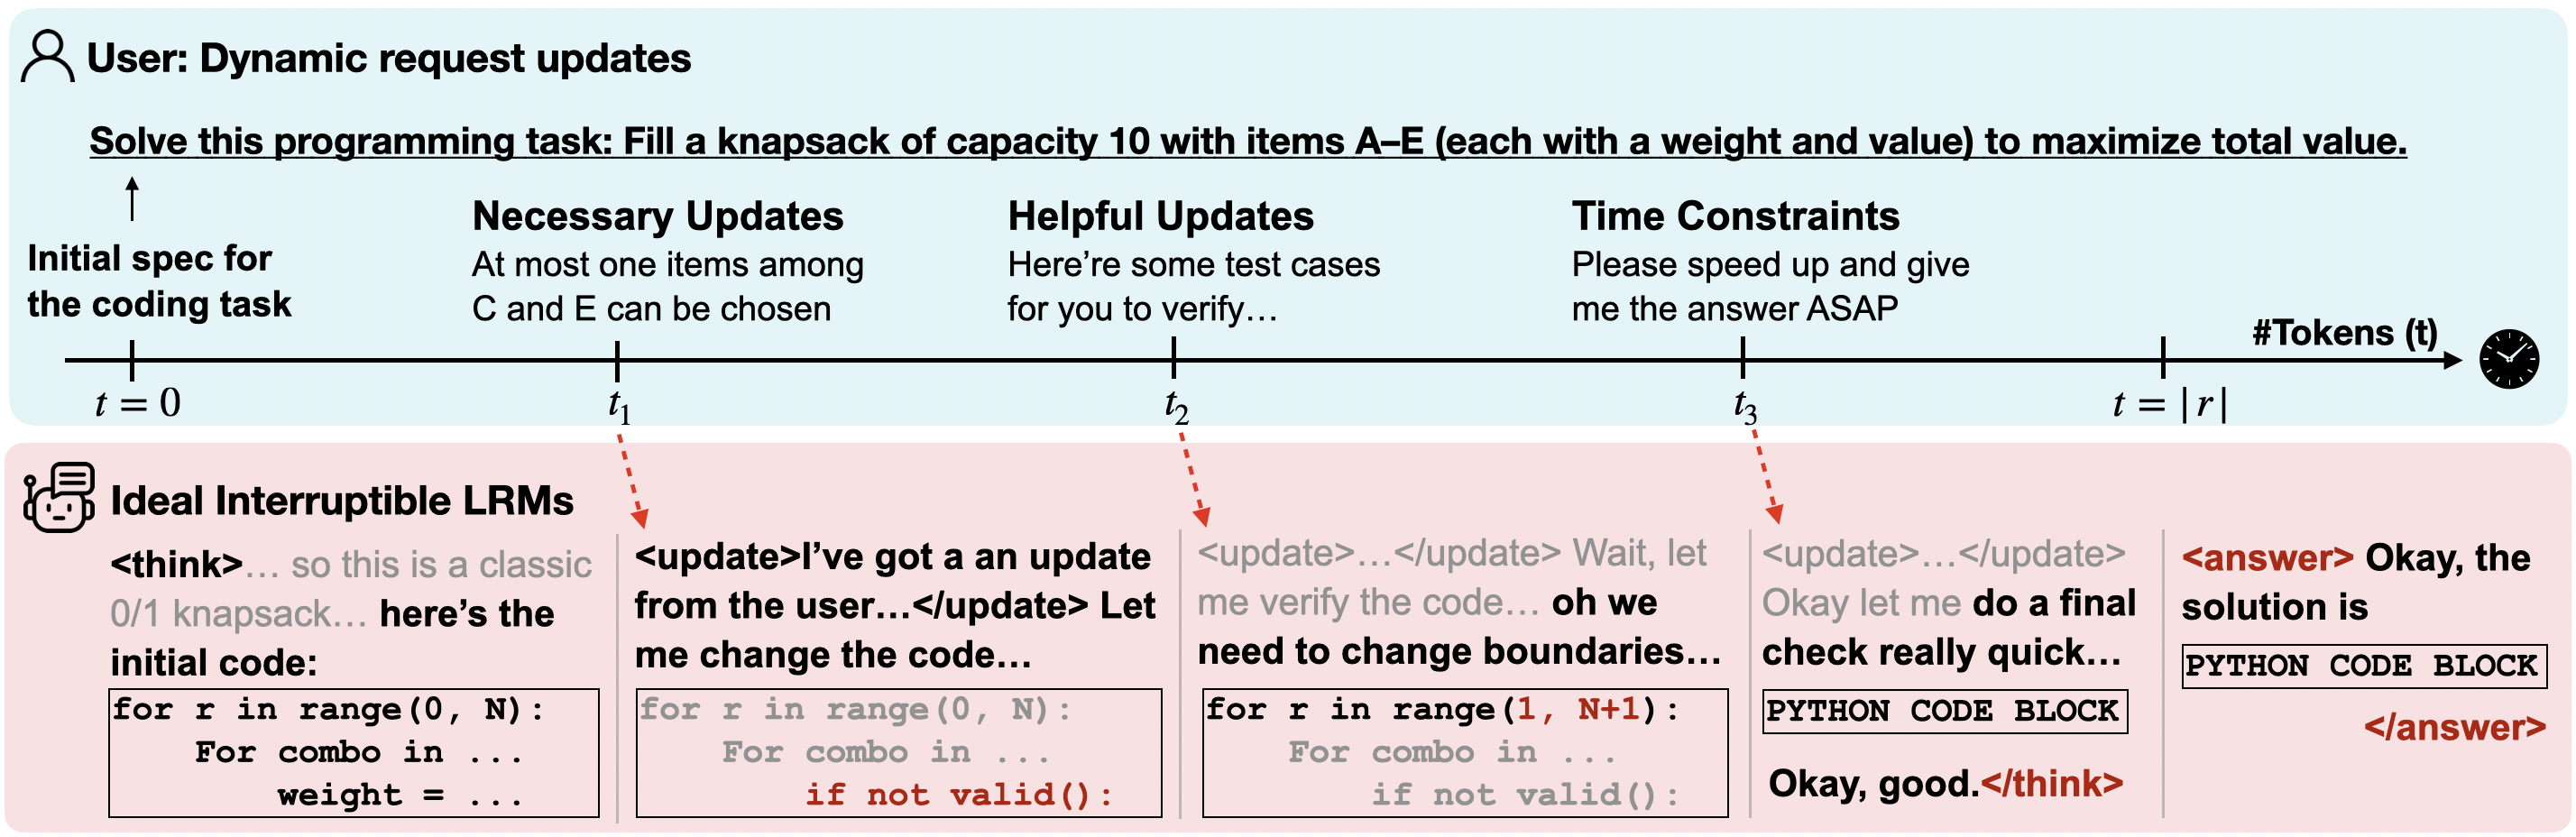 User: Dynamic request updates
Solve this programming task: Fill a knapsack of capacity 10 with items A–E (each with a weight and value) to maximize total value.
Initial spec for
the coding task
Necessary Updates
At most one items among
C and E can be chosen
Helpful Updates
Here’re some test cases
for you to verify…
Time Constraints
Please speed up and give
me the answer ASAP
#Tokens (t)
t = 0
t₁
t₂
t₃
t = |r|
Ideal Interruptible LRMs
<think>… so this is a classic
0/1 knapsack… here’s the
initial code:
for r in range(0, N):
For combo in ...
weight = ...
<update>I’ve got a an update
from the user…</update> Let
me change the code…
for r in range(0, N):
For combo in ...
if not valid():
<update>…</update> Wait, let
me verify the code… oh we
need to change boundaries…
for r in range(1, N+1):
For combo in ...
if not valid():
<update>…</update>
Okay let me do a final
check really quick…
PYTHON CODE BLOCK
Okay, good.</think>
<answer> Okay, the
solution is
PYTHON CODE BLOCK
</answer>